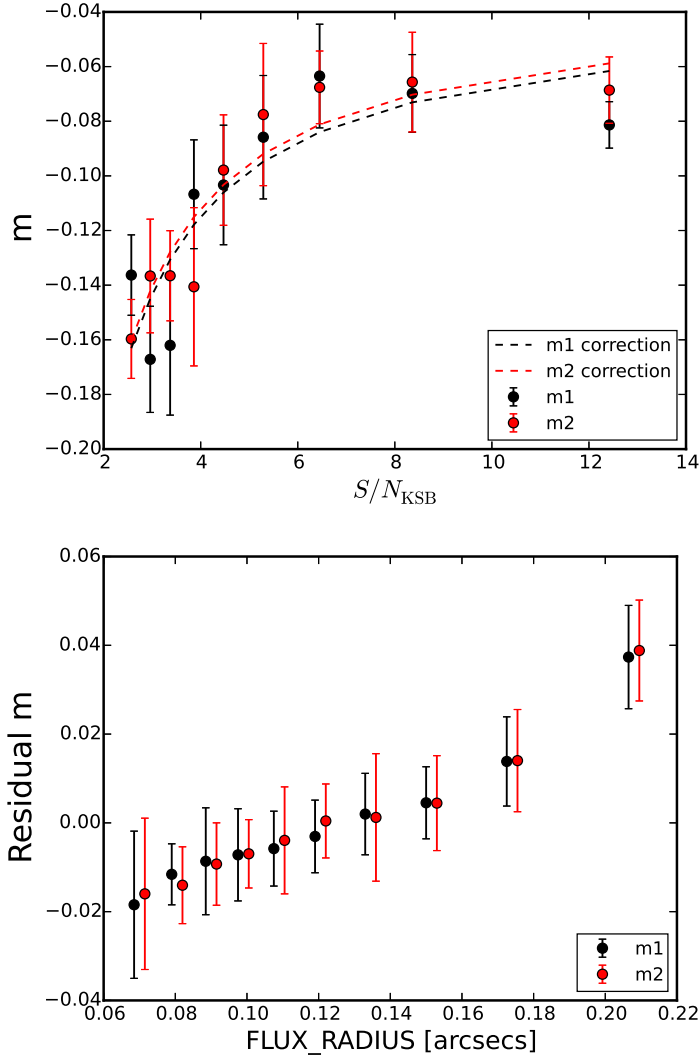 −0.04
−0.06
−0.08
−0.10
−0.12
−0.14
−0.16
−0.18
−0.20
m
m1 correction
m2 correction
m1
m2
2 4 6 8 10 12 14
S/N_KSB
0.06
0.04
0.02
0.00
−0.02
−0.04
Residual m
m1
m2
0.06 0.08 0.10 0.12 0.14 0.16 0.18 0.20 0.22
FLUX_RADIUS [arcsecs]